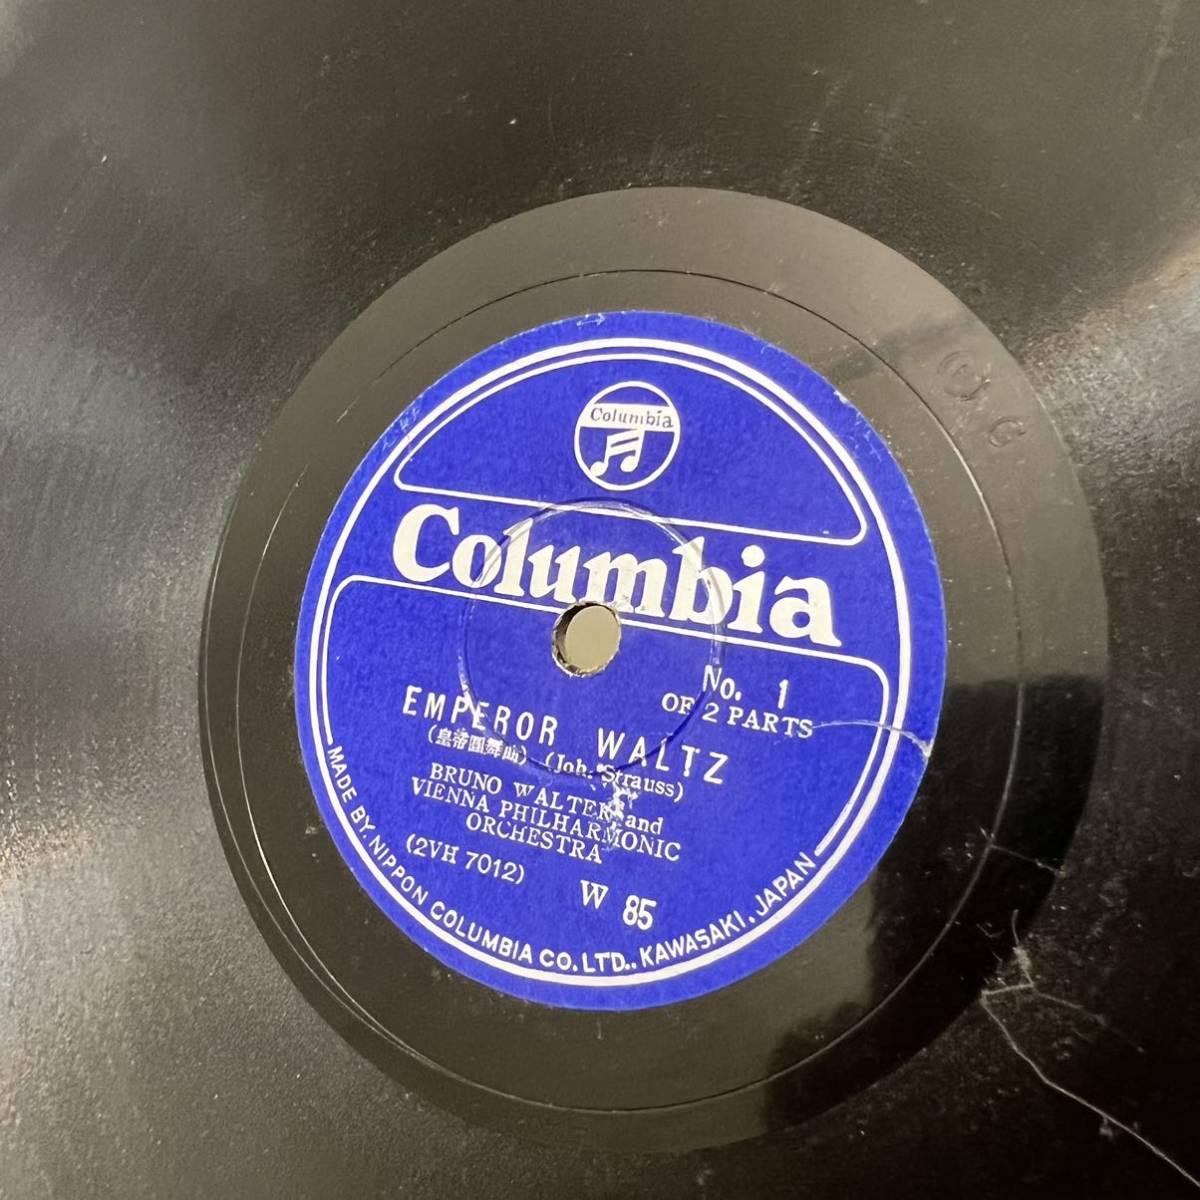 Columbia
Columbia
No. 1
OF 2 PARTS
EMPEROR WALTZ
(皇帝圓舞曲) (Joh. Strauss)
BRUNO WALTER and
VIENNA PHILHARMONIC
ORCHESTRA
(2VH 7012)
W 85
MADE BY. NIPPON COLUMBIA CO. LTD., KAWASAKI. JAPAN